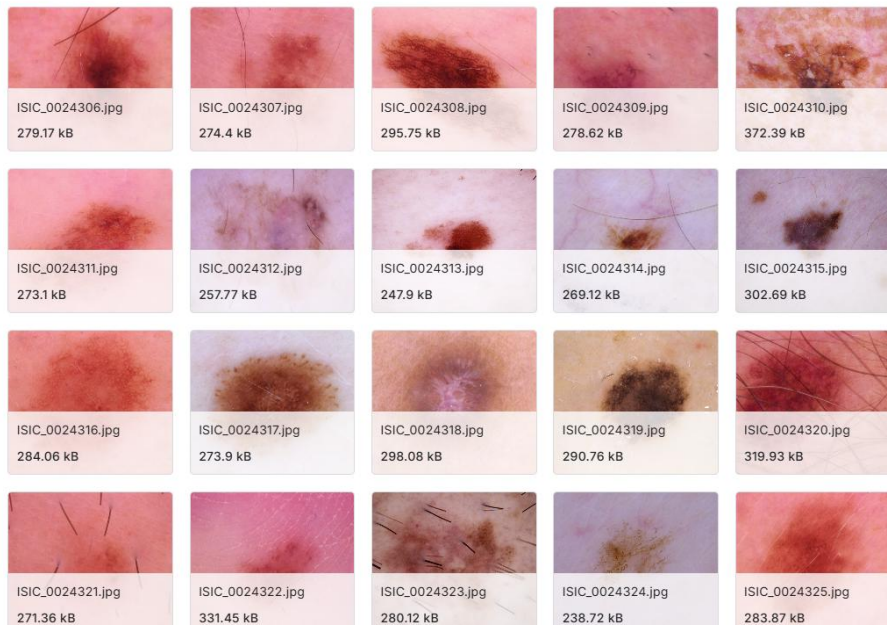 ISIC_0024306.jpg
279.17 kB
ISIC_0024307.jpg
274.4 kB
ISIC_0024308.jpg
295.75 kB
ISIC_0024309.jpg
278.62 kB
ISIC_0024310.jpg
372.39 kB
ISIC_0024311.jpg
273.1 kB
ISIC_0024312.jpg
257.77 kB
ISIC_0024313.jpg
247.9 kB
ISIC_0024314.jpg
269.12 kB
ISIC_0024315.jpg
302.69 kB
ISIC_0024316.jpg
284.06 kB
ISIC_0024317.jpg
273.9 kB
ISIC_0024318.jpg
298.08 kB
ISIC_0024319.jpg
290.76 kB
ISIC_0024320.jpg
319.93 kB
ISIC_0024321.jpg
271.36 kB
ISIC_0024322.jpg
331.45 kB
ISIC_0024323.jpg
280.12 kB
ISIC_0024324.jpg
238.72 kB
ISIC_0024325.jpg
283.87 kB